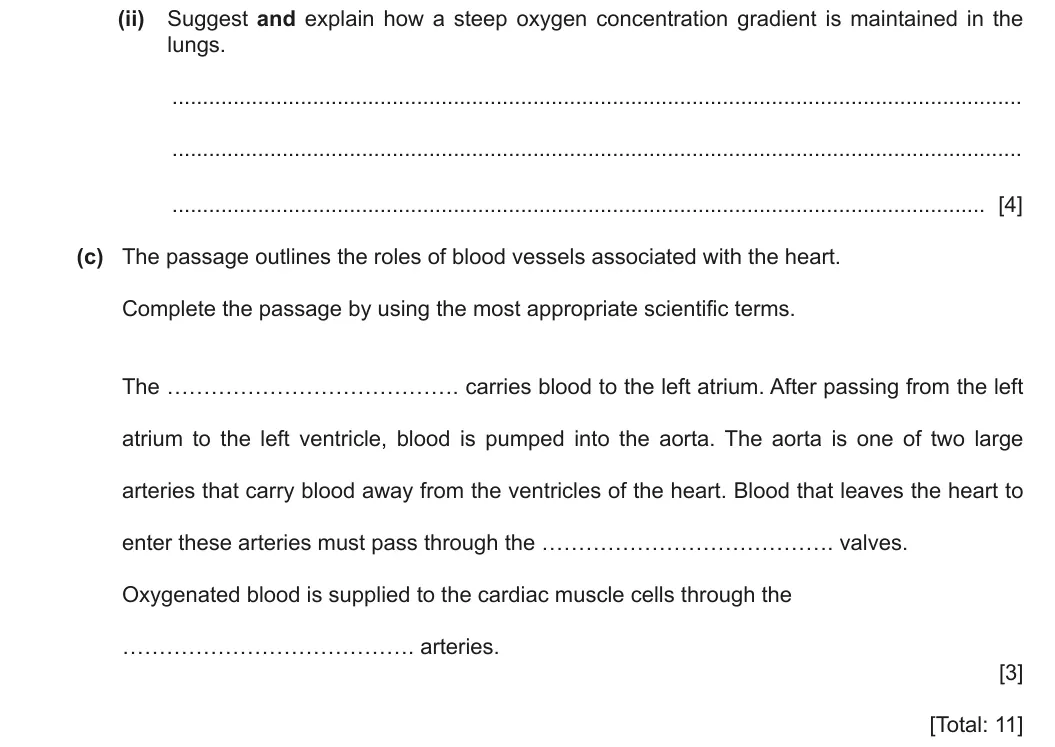 (ii) Suggest and explain how a steep oxygen concentration gradient is maintained in the
lungs.
..........................................................................................................................................
..........................................................................................................................................
.................................................................................................................................... [4]
(c) The passage outlines the roles of blood vessels associated with the heart.
Complete the passage by using the most appropriate scientific terms.
The …………………………………. carries blood to the left atrium. After passing from the left
atrium to the left ventricle, blood is pumped into the aorta. The aorta is one of two large
arteries that carry blood away from the ventricles of the heart. Blood that leaves the heart to
enter these arteries must pass through the …………………………………. valves.
Oxygenated blood is supplied to the cardiac muscle cells through the
…………………………………. arteries.
[3]
[Total: 11]